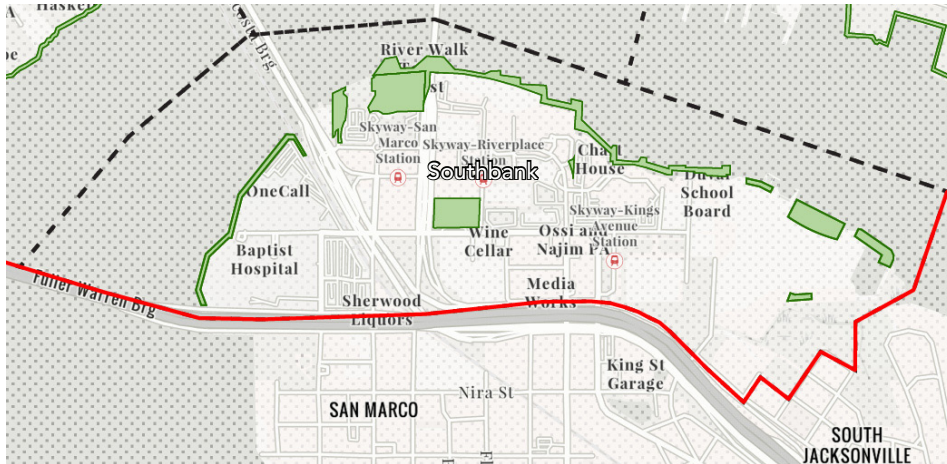 Haskel
River Walk
st
Skyway-San
Marco
Station
Skyway-Riverplace
Station
Southbank
Chart
House
OneCall
Duval
School
Board
Skyway-Kings
Avenue
Station
Wine
Cellar
Ossi and
Najim PA
Baptist
Hospital
Fuller Warren Brg
Media
Works
Sherwood
Liquors
King St
Garage
Nira St
SAN MARCO
SOUTH
JACKSONVILLE